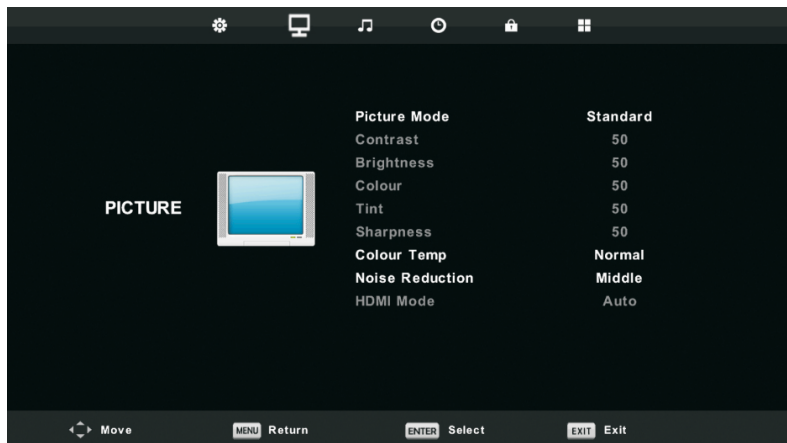 PICTURE
Picture Mode Standard
Contrast 50
Brightness 50
Colour 50
Tint 50
Sharpness 50
Colour Temp Normal
Noise Reduction Middle
HDMI Mode Auto
Move MENU Return ENTER Select EXIT Exit